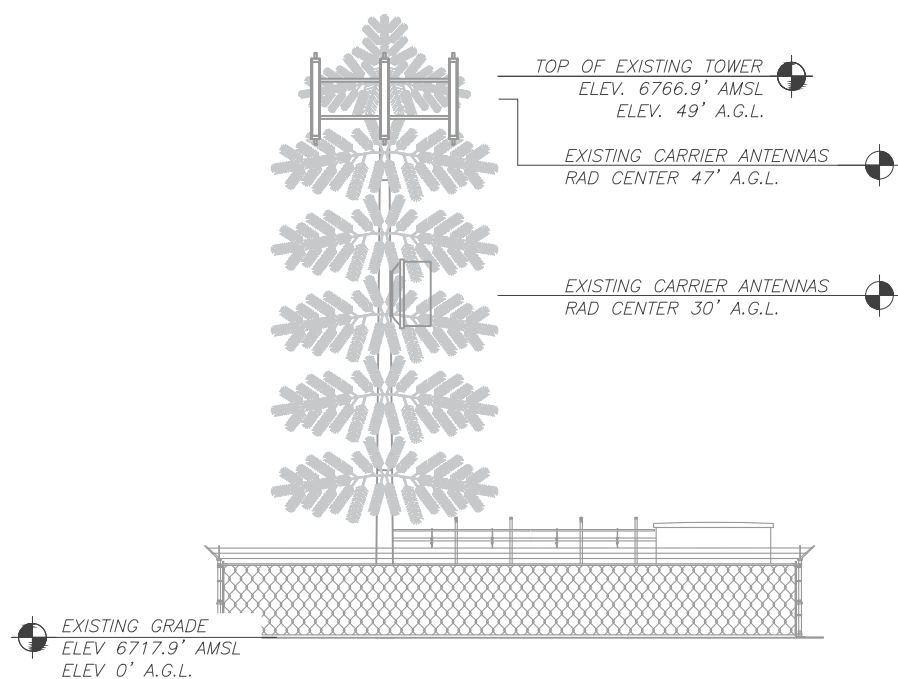 TOP OF EXISTING TOWER
ELEV. 6766.9' AMSL
ELEV. 49' A.G.L.
EXISTING CARRIER ANTENNAS
RAD CENTER 47' A.G.L.
EXISTING CARRIER ANTENNAS
RAD CENTER 30' A.G.L.
EXISTING GRADE
ELEV 6717.9' AMSL
ELEV 0' A.G.L.